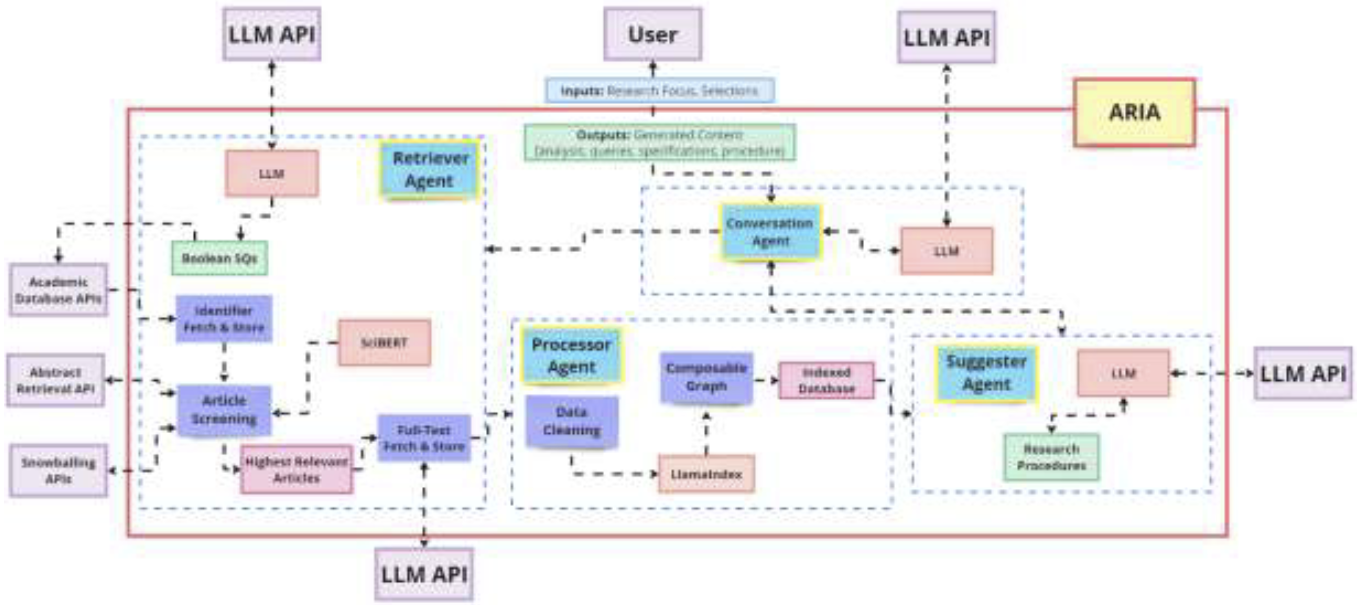 LLM API
User
LLM API
Inputs: Research Focus, Selections
ARIA
Outputs: Generated Content
(analysis, queries, specifications, procedure)
Retriever
Agent
LLM
Boolean SQs
Academic
Database APIs
Identifier
Fetch & Store
SciBERT
Abstract
Retrieval API
Article
Screening
Full-Text
Fetch & Store
Snowballing
APIs
Highest Relevant
Articles
LLM API
Conversation
Agent
LLM
Processor
Agent
Composable
Graph
Indexed
Database
Data
Cleaning
LlamaIndex
Suggester
Agent
LLM
LLM API
Research
Procedures